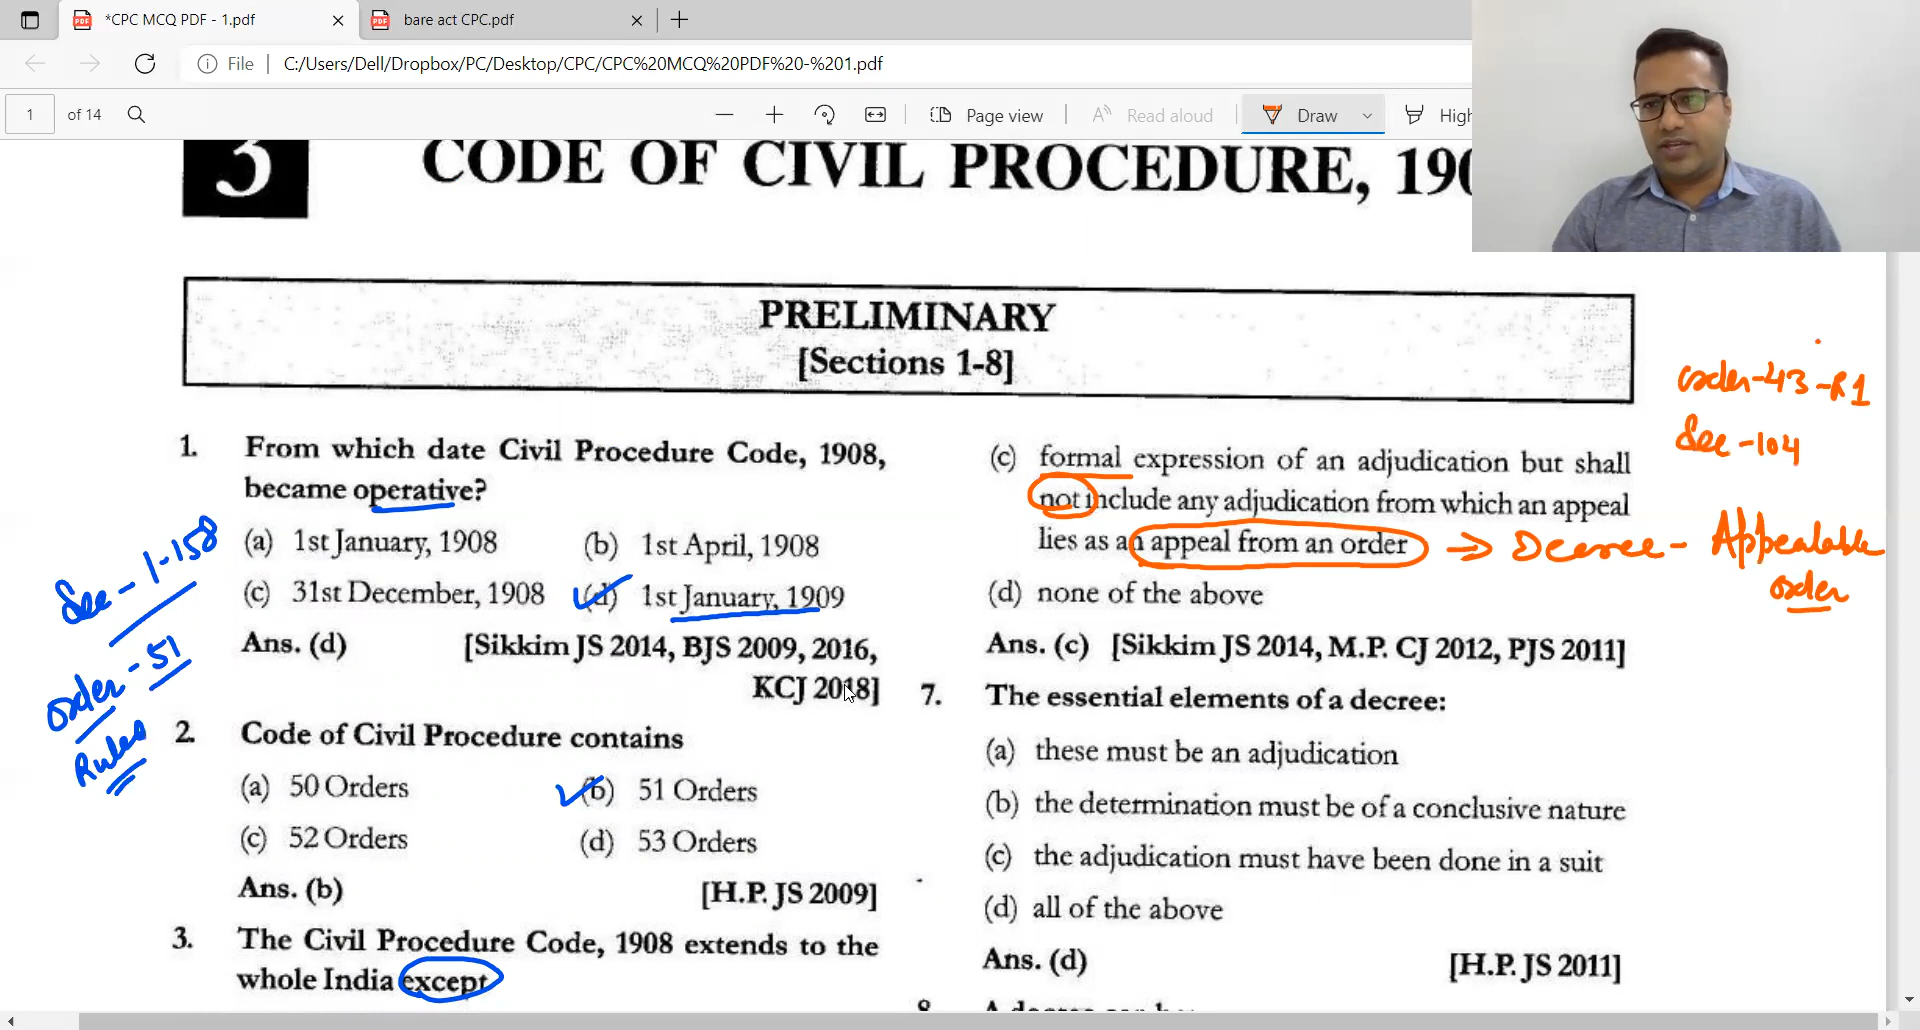 *CPC MCQ PDF - 1.pdf
bare act CPC.pdf
File
C:/Users/Dell/Dropbox/PC/Desktop/CPC/CPC%20MCQ%20PDF%20-%201.pdf
1 of 14
Page view
Read aloud
Draw
High
3
CODE OF CIVIL PROCEDURE, 190
PRELIMINARY
[Sections 1-8]
1. From which date Civil Procedure Code, 1908,
became operative?
(a) 1st January, 1908 (b) 1st April, 1908
(c) 31st December, 1908 (d) 1st January, 1909
Ans. (d) [Sikkim JS 2014, BJS 2009, 2016,
KCJ 2018]
Sec - 1-158
order - 51
Rules
2. Code of Civil Procedure contains
(a) 50 Orders (b) 51 Orders
(c) 52 Orders (d) 53 Orders
Ans. (b) [H.P. JS 2009]
3. The Civil Procedure Code, 1908 extends to the
whole India except
(c) formal expression of an adjudication but shall
not include any adjudication from which an appeal
lies as an appeal from an order
(d) none of the above
Ans. (c) [Sikkim JS 2014, M.P. CJ 2012, PJS 2011]
order-43-R1
Sec -104
→ Decree - Appealable
order
7. The essential elements of a decree:
(a) these must be an adjudication
(b) the determination must be of a conclusive nature
(c) the adjudication must have been done in a suit
(d) all of the above
Ans. (d) [H.P. JS 2011]